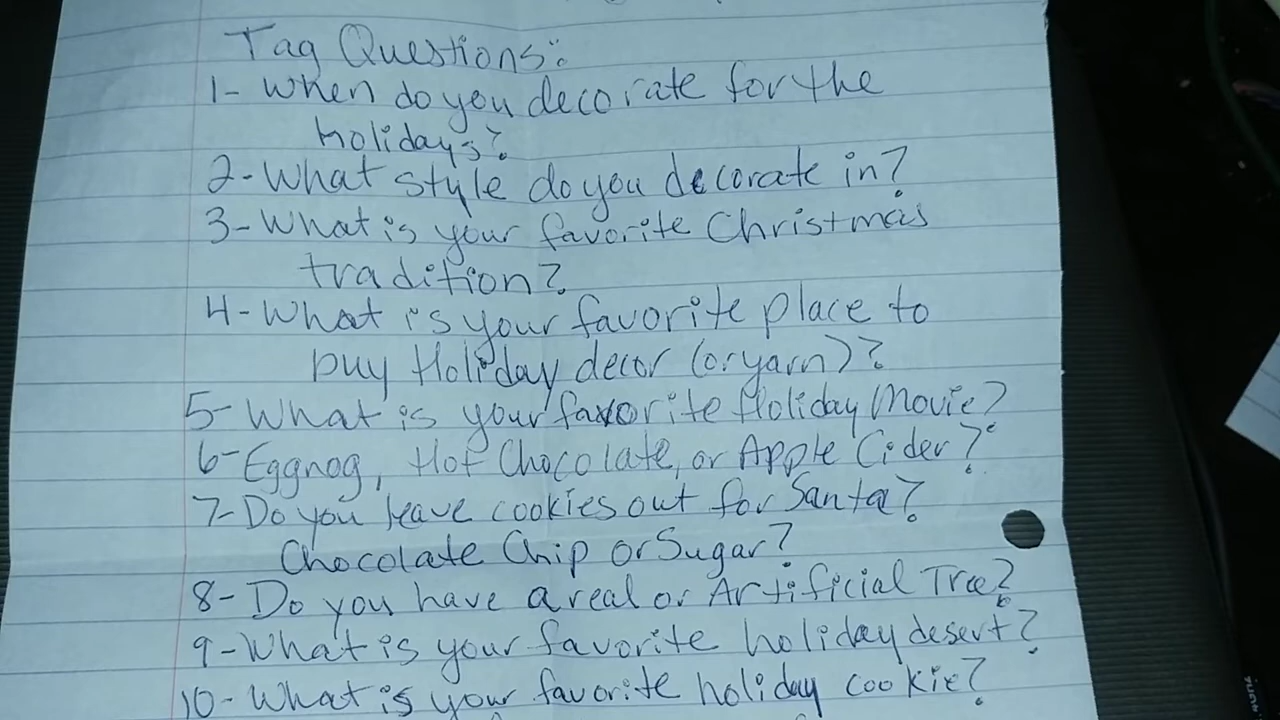 Tag Questions:
1- When do you decorate for the
holidays?
2- What style do you decorate in?
3- What is your favorite Christmas
tradition?
4- What is your favorite place to
buy Holiday decor (or yarn)?
5- What is your favorite Holiday Movie?
6- Eggnog, Hot Chocolate, or Apple Cider?
7- Do you leave cookies out for Santa?
Chocolate Chip or Sugar?
8- Do you have a real or Artificial Tree?
9- What is your favorite holiday desert?
10- What is your favorite holiday cookie?